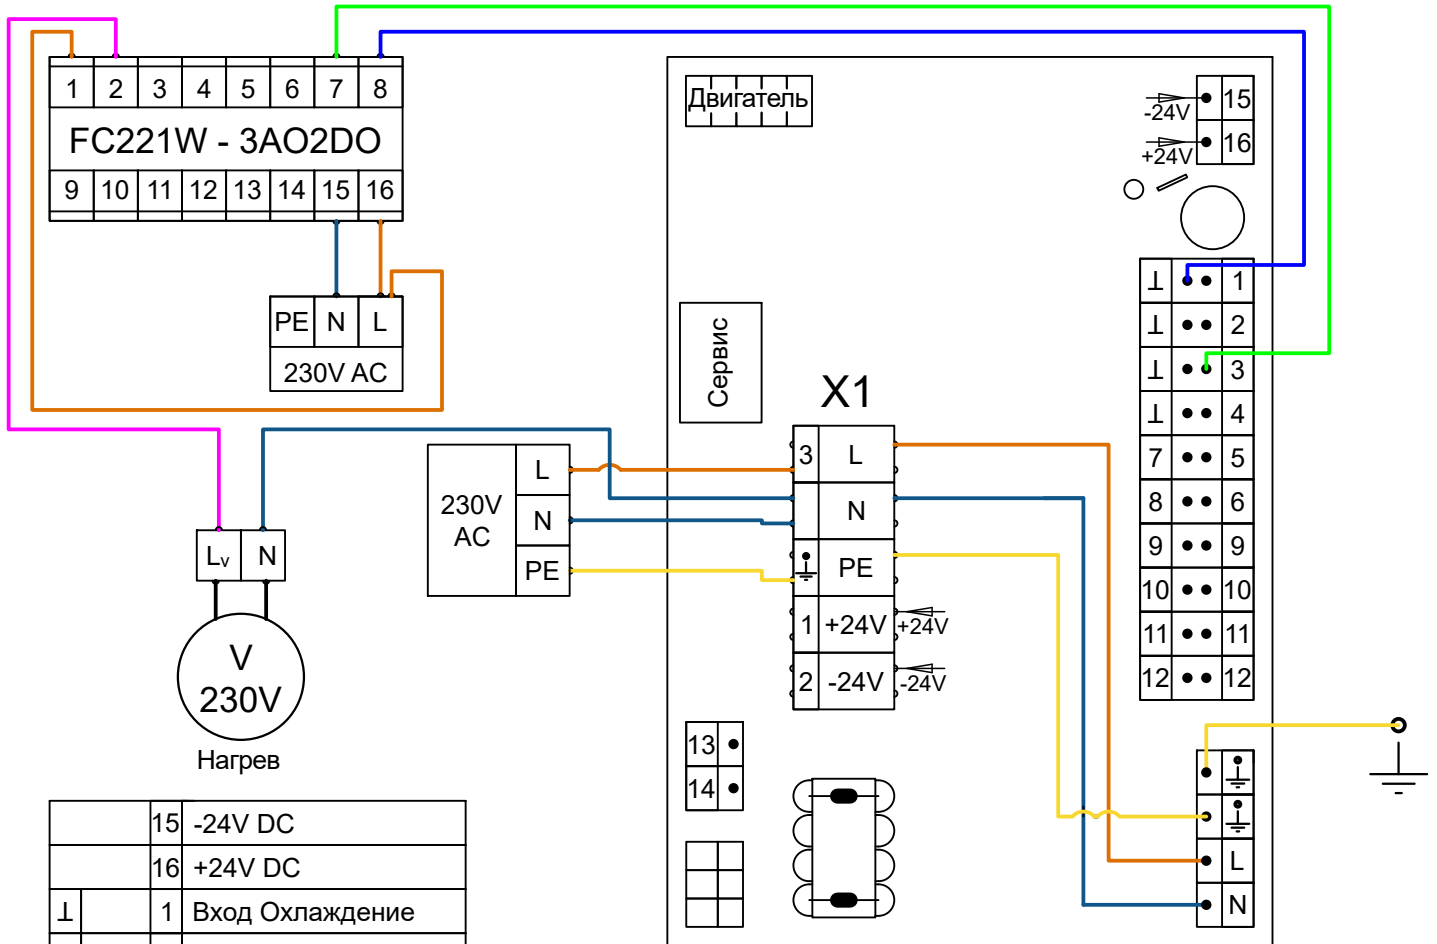 1 2 3 4 5 6 7 8
FC221W - 3AO2DO
9 10 11 12 13 14 15 16
PE N L
230V AC
Lv N
V
230V
Нагрев
Двигатель
Сервис
X1
230V
AC
L
N
PE
3 L
N
PE
1 +24V
+24V
2 -24V
-24V
-24V
15
+24V
16
⊥ 1
⊥ 2
⊥ 3
⊥ 4
7 5
8 6
9 9
10 10
11 11
12 12
L
N
13
14
15 -24V DC
16 +24V DC
⊥ 1 Вход Охлаждение